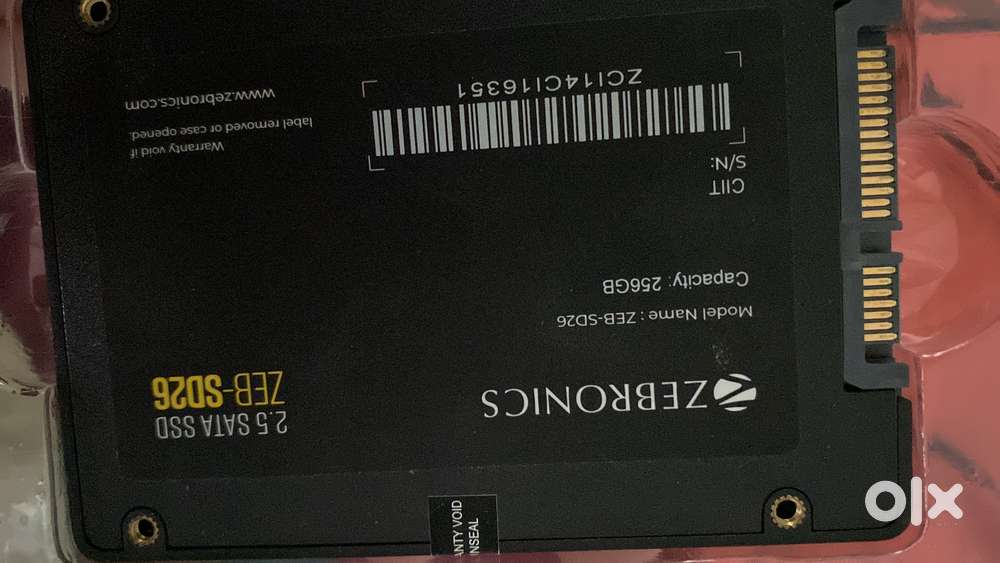 ZEBRONICS
2.5 SATA SSD
ZEB-SD26
Model Name : ZEB-SD26
Capacity: 256GB
CIIT
S/N:
ZCI114CI116351
Warranty void if
label removed or case opened.
www.zebronics.com
ANTY VOID
NSEAL
olx